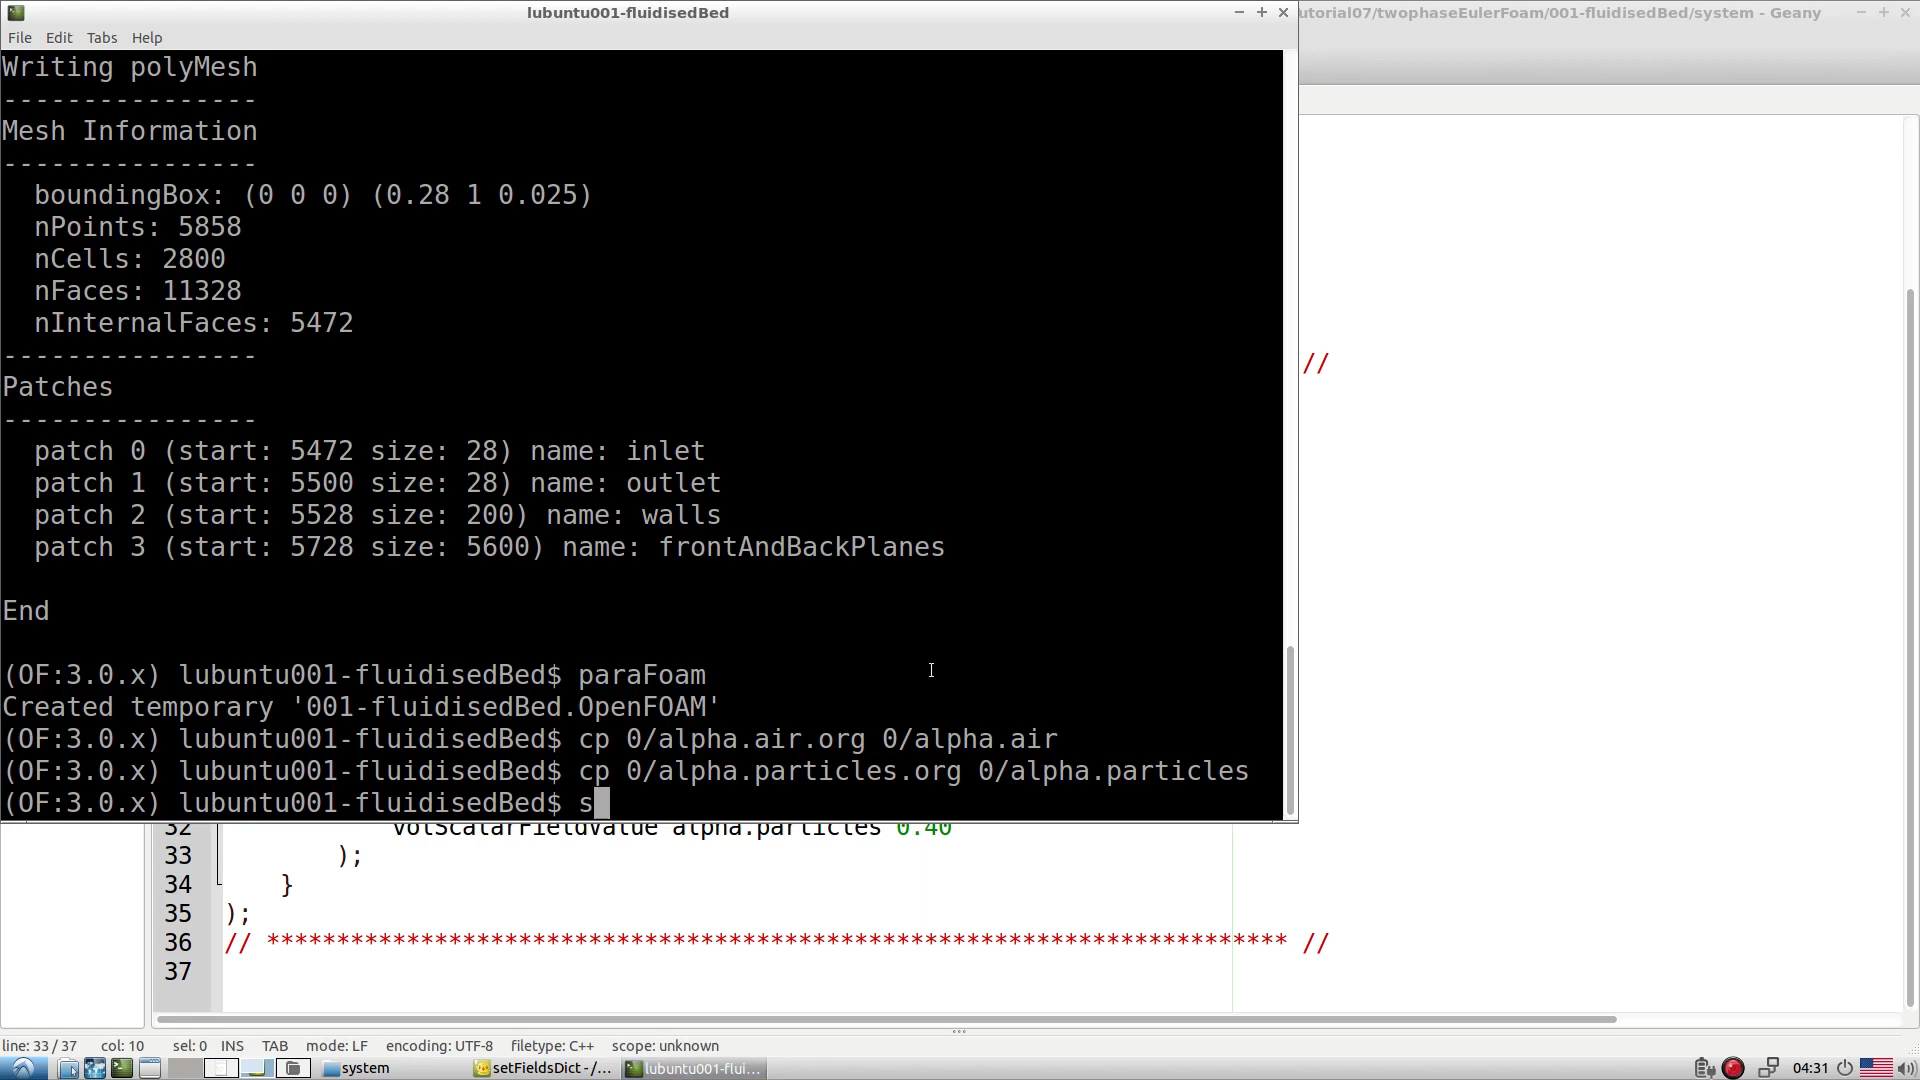 lubuntu001-fluidisedBed
utorial07/twophaseEulerFoam/001-fluidisedBed/system - Geany
File Edit Tabs Help
Writing polyMesh
----------------
Mesh Information
----------------
boundingBox: (0 0 0) (0.28 1 0.025)
nPoints: 5858
nCells: 2800
nFaces: 11328
nInternalFaces: 5472
----------------
Patches
----------------
patch 0 (start: 5472 size: 28) name: inlet
patch 1 (start: 5500 size: 28) name: outlet
patch 2 (start: 5528 size: 200) name: walls
patch 3 (start: 5728 size: 5600) name: frontAndBackPlanes
End
(OF:3.0.x) lubuntu001-fluidisedBed$ paraFoam
Created temporary '001-fluidisedBed.OpenFOAM'
(OF:3.0.x) lubuntu001-fluidisedBed$ cp 0/alpha.air.org 0/alpha.air
(OF:3.0.x) lubuntu001-fluidisedBed$ cp 0/alpha.particles.org 0/alpha.particles
(OF:3.0.x) lubuntu001-fluidisedBed$ s
//
32 volScalarFieldValue alpha.particles 0.40
33 );
34 }
35 );
36 // ************************************************************************* //
37
line: 33 / 37 col: 10 sel: 0 INS TAB mode: LF encoding: UTF-8 filetype: C++ scope: unknown
system setFieldsDict - /... lubuntu001-flui... 04:31